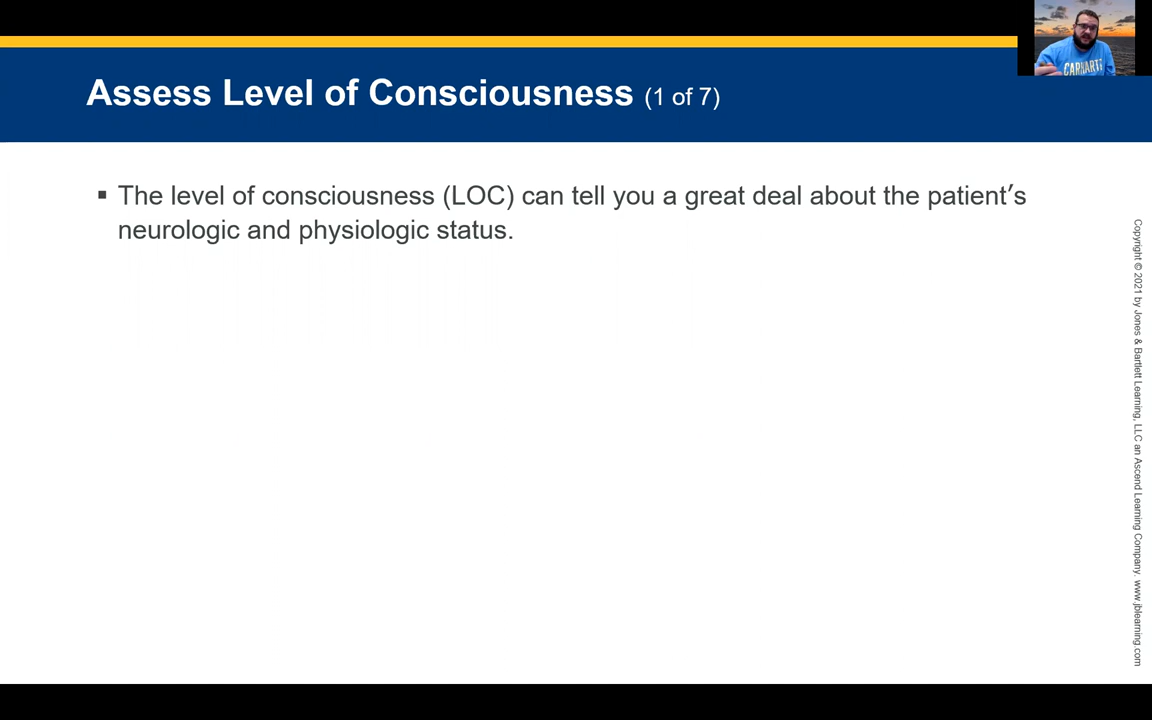 Assess Level of Consciousness (1 of 7)
CARHARTT
▪ The level of consciousness (LOC) can tell you a great deal about the patient′s
neurologic and physiologic status.
Copyright © 2021 by Jones & Bartlett Learning, LLC an Ascend Learning Company. www.jblearning.com